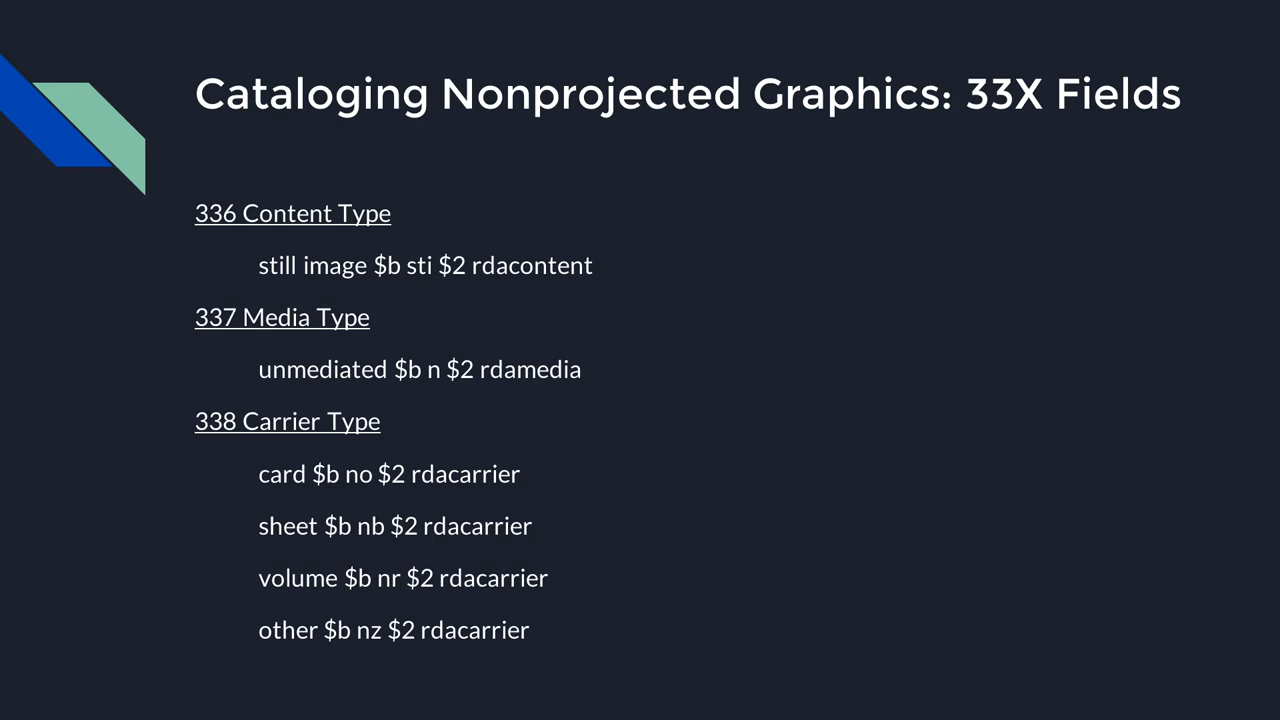 Cataloging Nonprojected Graphics: 33X Fields
336 Content Type
still image $b sti $2 rdacontent
337 Media Type
unmediated $b n $2 rdamedia
338 Carrier Type
card $b no $2 rdacarrier
sheet $b nb $2 rdacarrier
volume $b nr $2 rdacarrier
other $b nz $2 rdacarrier